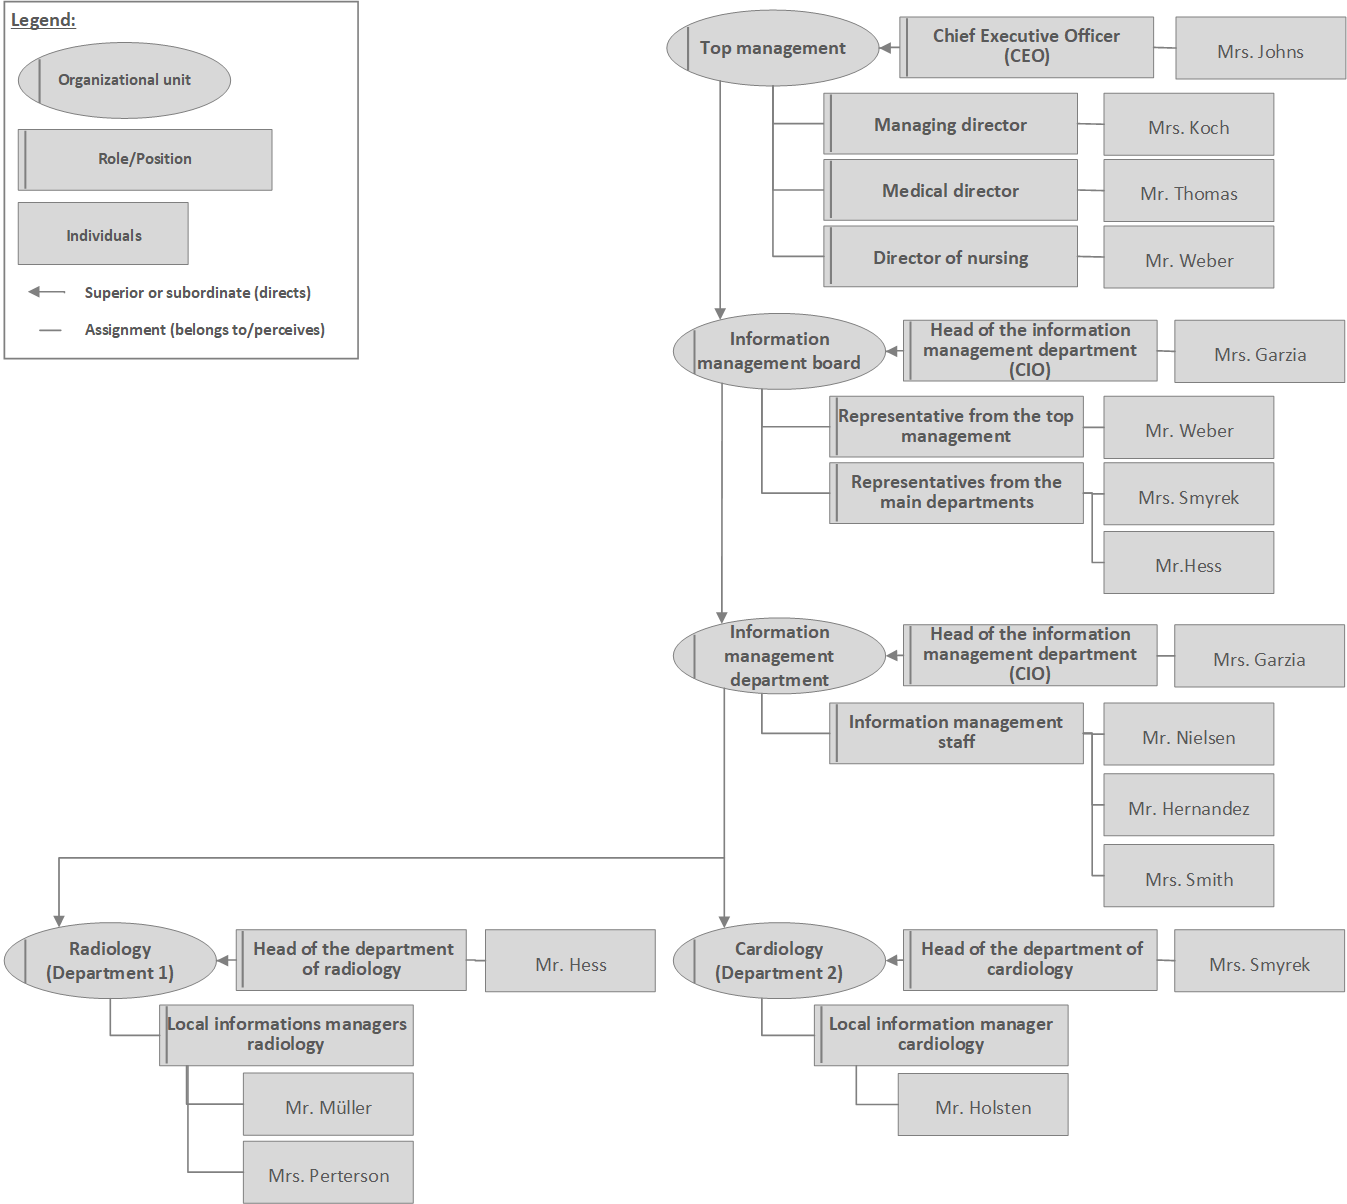 Legend:
Organizational unit
Role/Position
Individuals
Superior or subordinate (directs)
Assignment (belongs to/perceives)
Top management
Chief Executive Officer
(CEO)
Mrs. Johns
Managing director
Mrs. Koch
Medical director
Mr. Thomas
Director of nursing
Mr. Weber
Information
management board
Head of the information
management department
(CIO)
Mrs. Garzia
Representative from the top
management
Mr. Weber
Representatives from the
main departments
Mrs. Smyrek
Mr.Hess
Information
management
department
Head of the information
management department
(CIO)
Mrs. Garzia
Information management
staff
Mr. Nielsen
Mr. Hernandez
Mrs. Smith
Radiology
(Department 1)
Head of the department
of radiology
Mr. Hess
Local informations managers
radiology
Mr. Müller
Mrs. Perterson
Cardiology
(Department 2)
Head of the department of
cardiology
Mrs. Smyrek
Local information manager
cardiology
Mr. Holsten